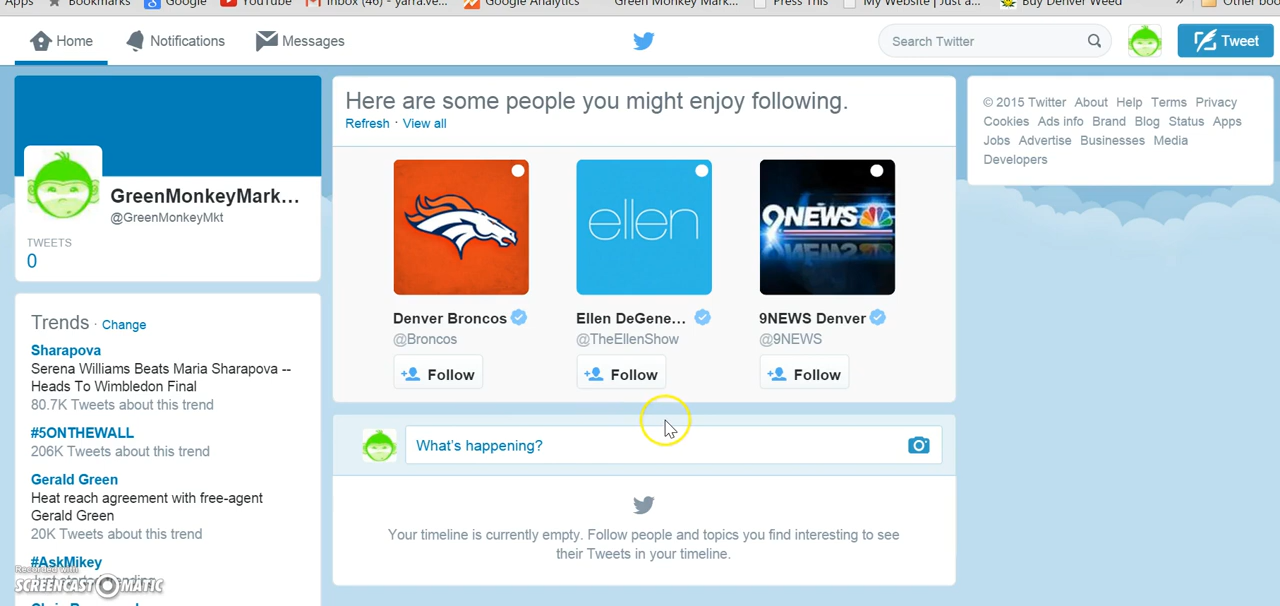 Apps Bookmarks Google YouTube Inbox (46) - yarra.ve... Google Analytics Green Monkey Mark... Press This My Website | Just a... Buy Denver Weed » Other boo
Home Notifications Messages Search Twitter Tweet
Here are some people you might enjoy following.
Refresh · View all
ellen
9NEWS
GreenMonkeyMark...
@GreenMonkeyMkt
TWEETS
0
Denver Broncos
@Broncos
Follow
Ellen DeGene...
@TheEllenShow
Follow
9NEWS Denver
@9NEWS
Follow
© 2015 Twitter About Help Terms Privacy
Cookies Ads info Brand Blog Status Apps
Jobs Advertise Businesses Media
Developers
Trends · Change
Sharapova
Serena Williams Beats Maria Sharapova --
Heads To Wimbledon Final
80.7K Tweets about this trend
#5ONTHEWALL
206K Tweets about this trend
Gerald Green
Heat reach agreement with free-agent
Gerald Green
20K Tweets about this trend
#AskMikey
What's happening?
Your timeline is currently empty. Follow people and topics you find interesting to see
their Tweets in your timeline.
Recorded with
SCREENCAST-O-MATIC